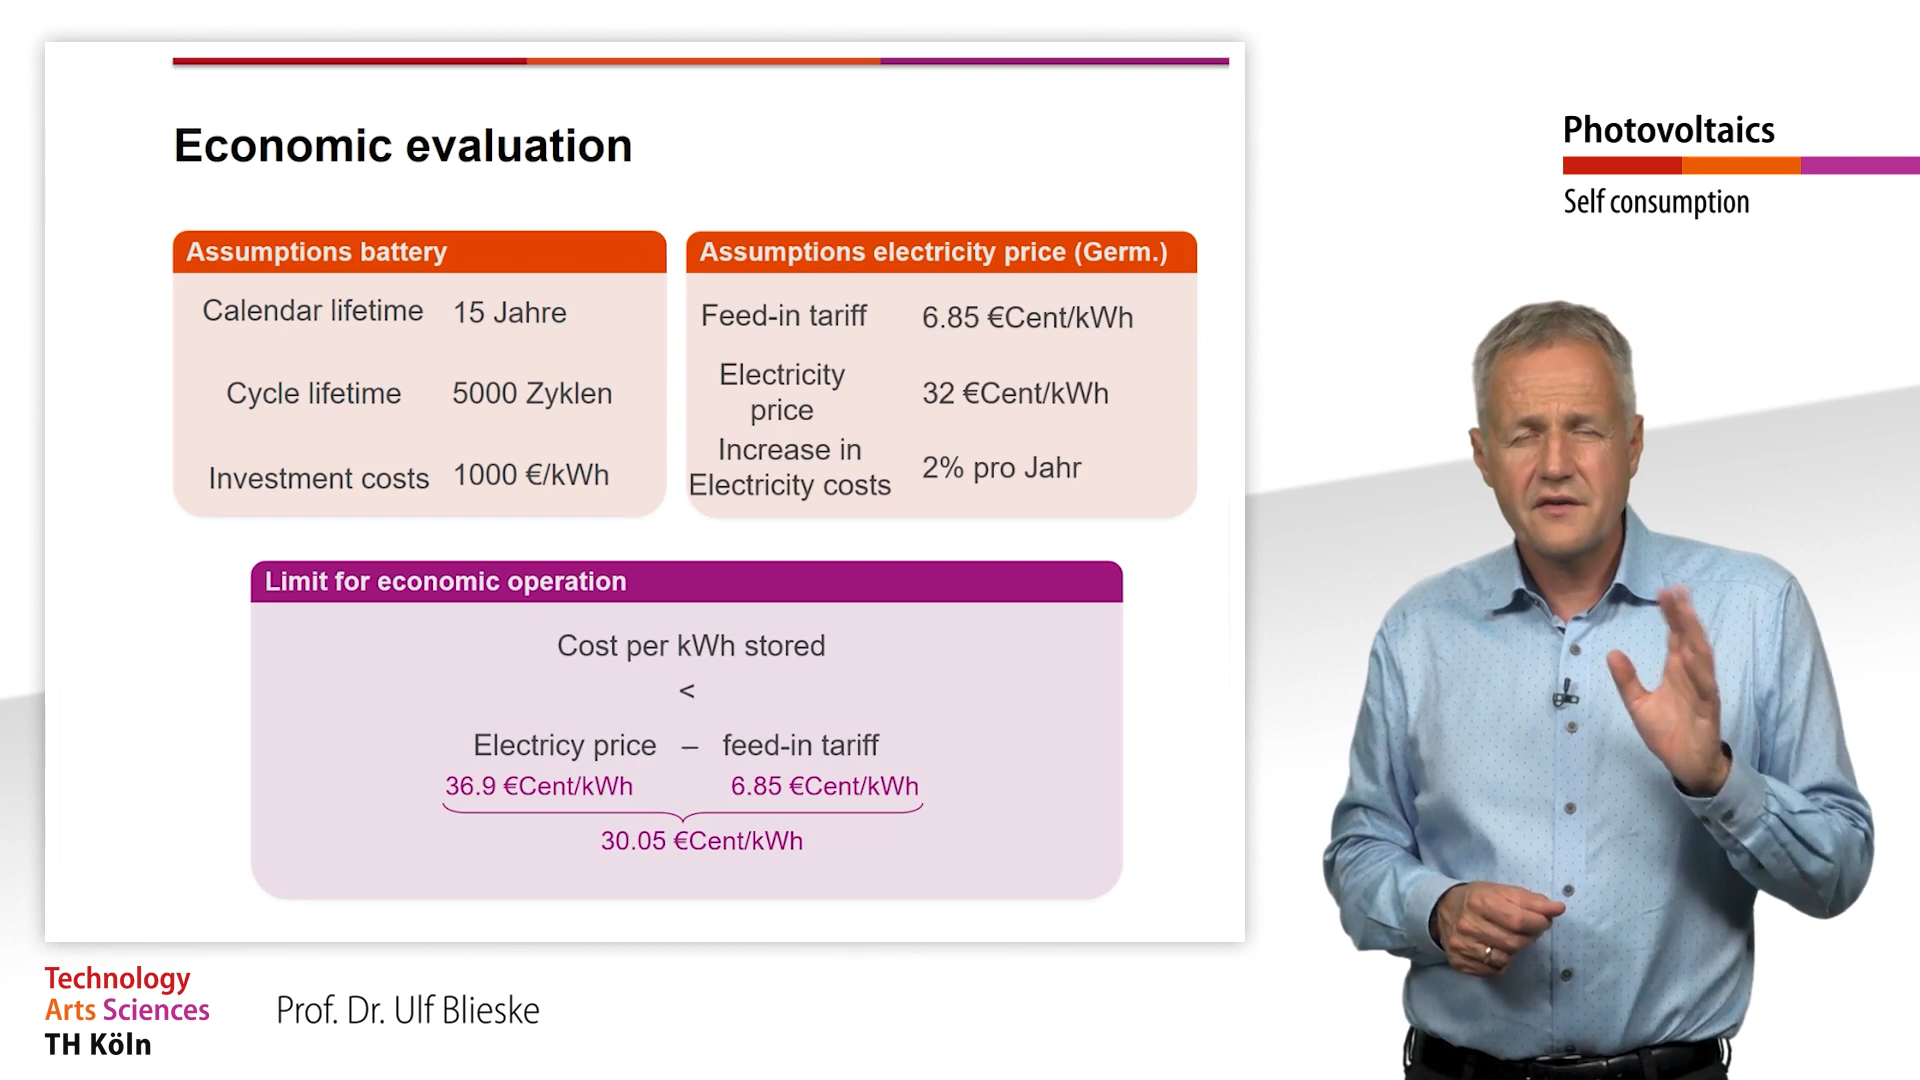 Economic evaluation
Assumptions battery
Calendar lifetime 15 Jahre
Cycle lifetime 5000 Zyklen
Investment costs 1000 €/kWh
Assumptions electricity price (Germ.)
Feed-in tariff 6.85 €Cent/kWh
Electricity
price
32 €Cent/kWh
Increase in
Electricity costs
2% pro Jahr
Limit for economic operation
Cost per kWh stored
<
Electricy price – feed-in tariff
36.9 €Cent/kWh 6.85 €Cent/kWh
30.05 €Cent/kWh
Photovoltaics
Self consumption
Technology
Arts Sciences
TH Köln
Prof. Dr. Ulf Blieske